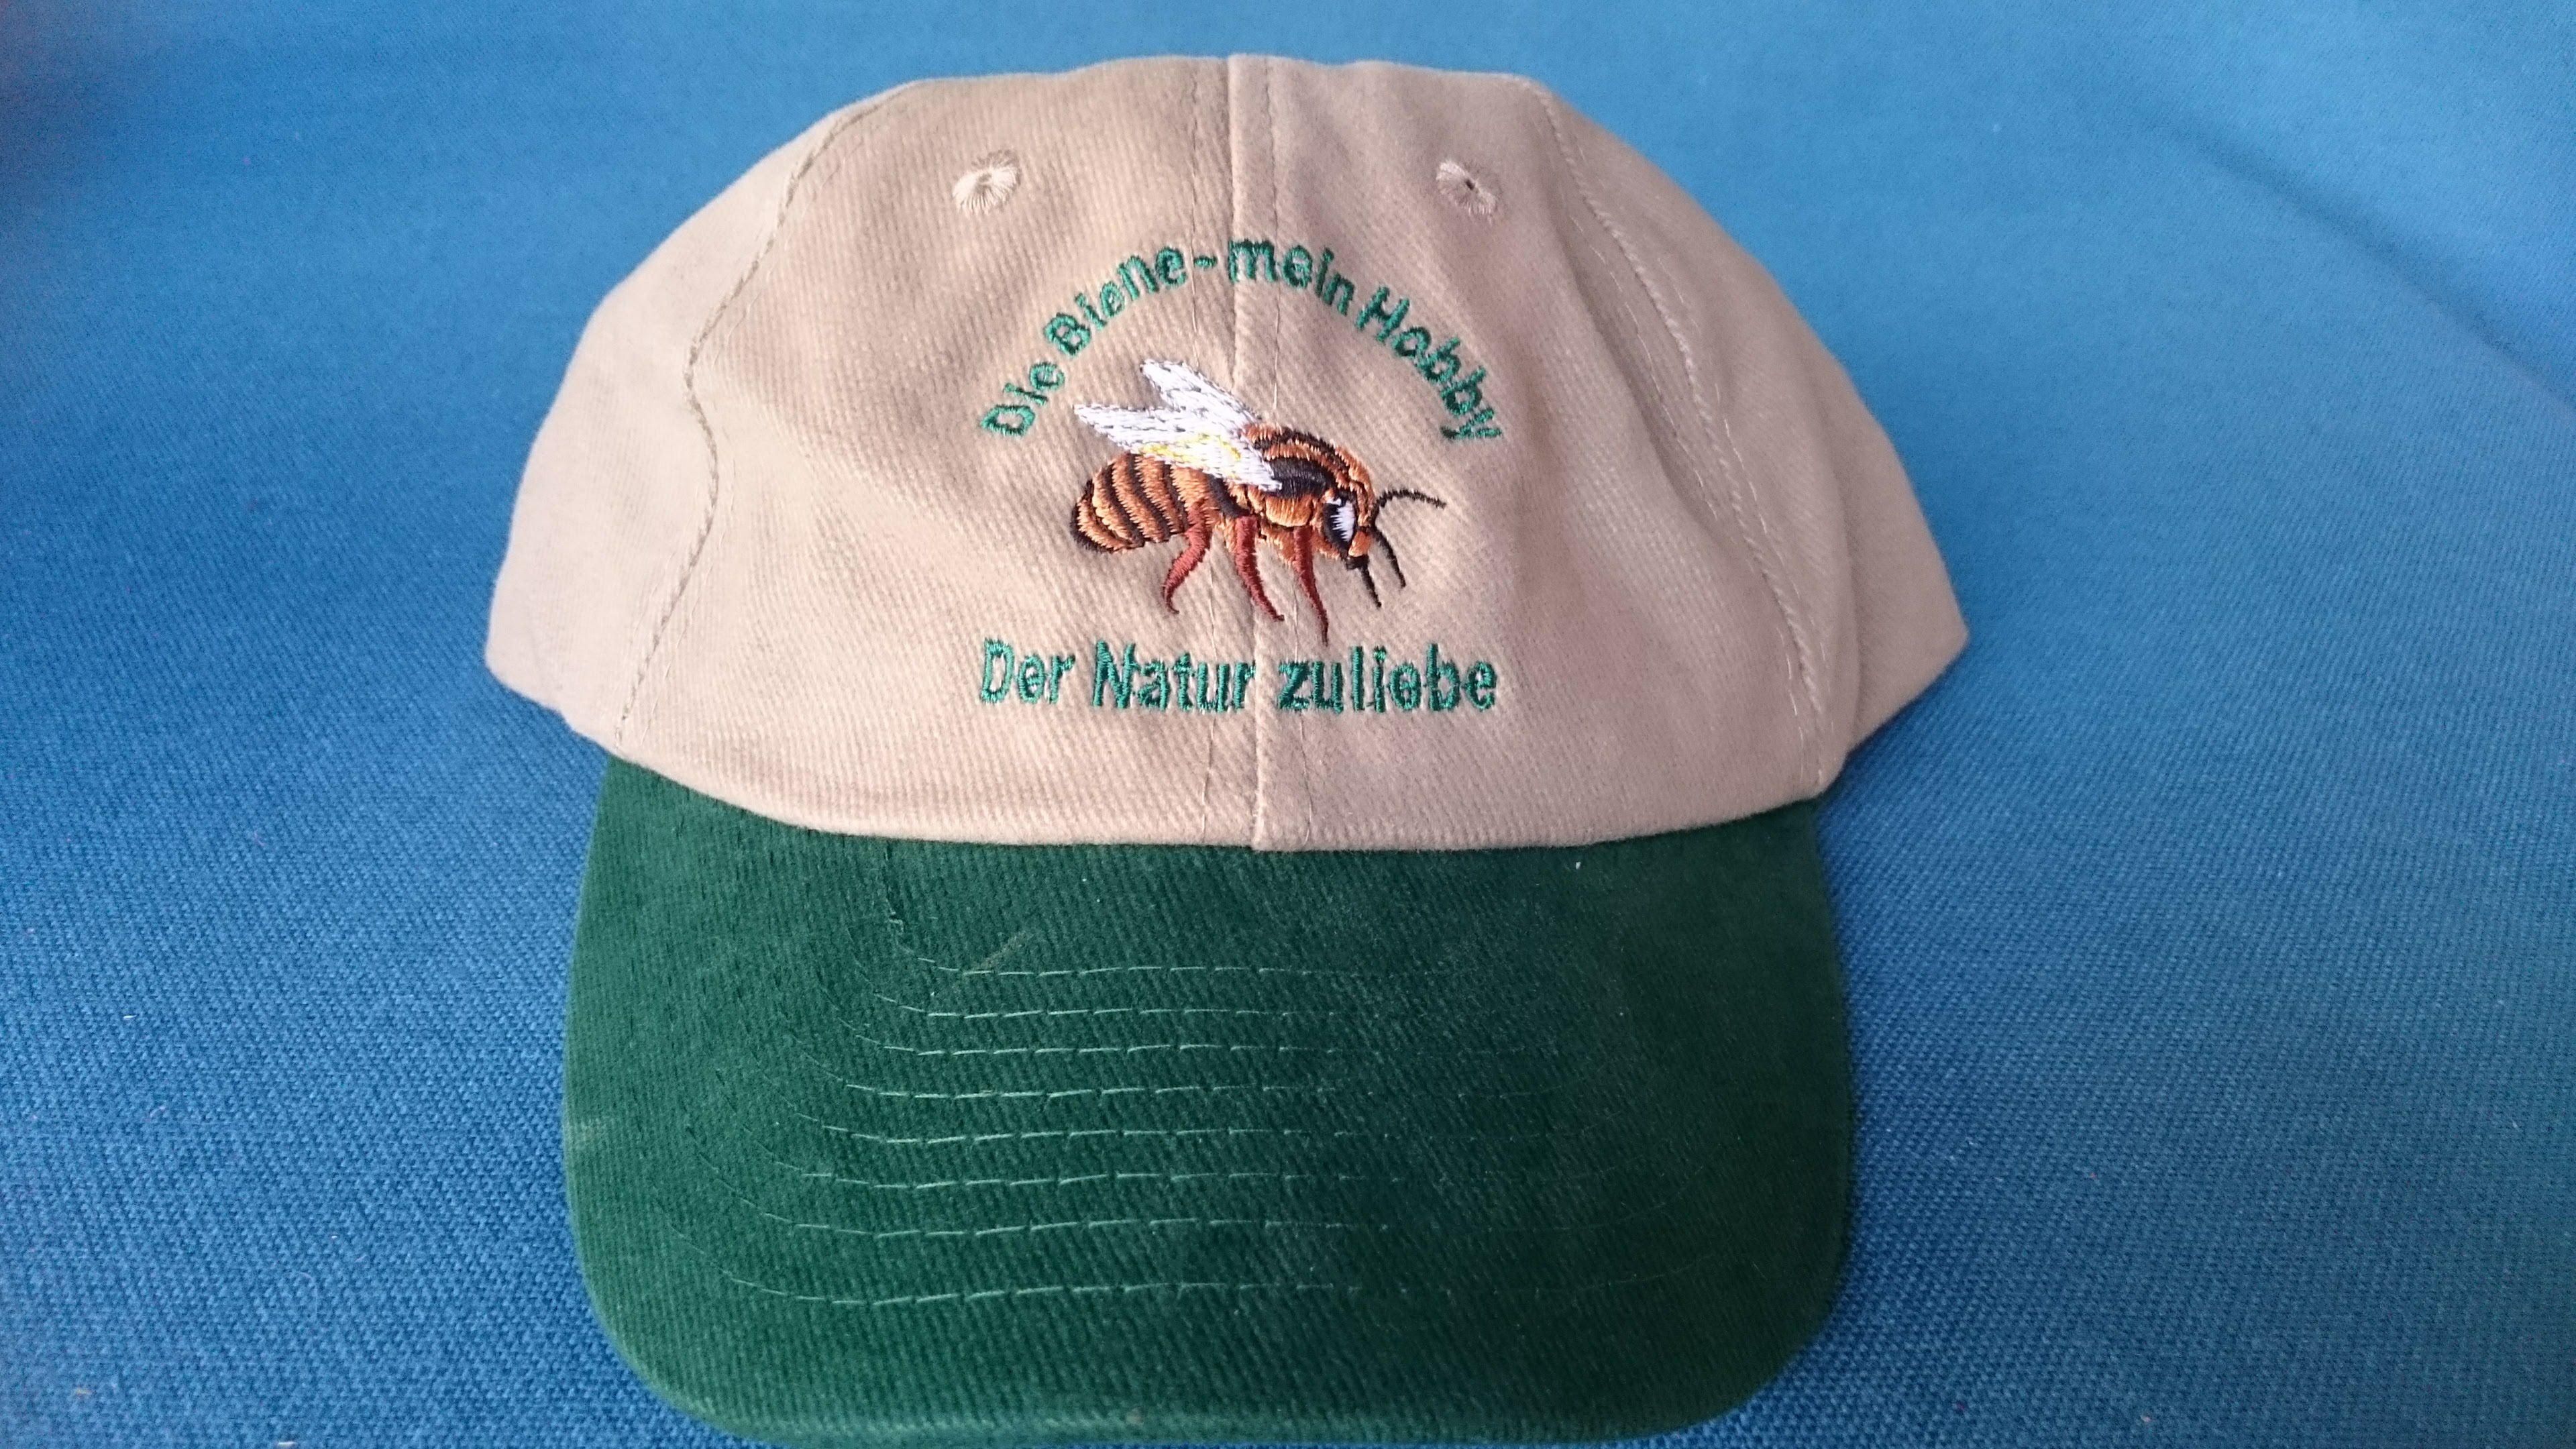 Die Biene - mein Hobby
Der Natur zuliebe